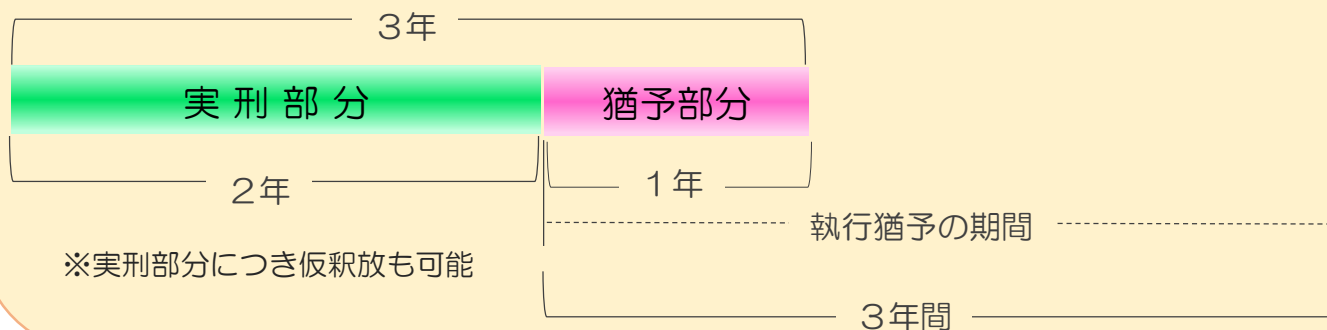 ３年
実刑部分
猶予部分
２年
１年
執行猶予の期間
※実刑部分につき仮釈放も可能
３年間